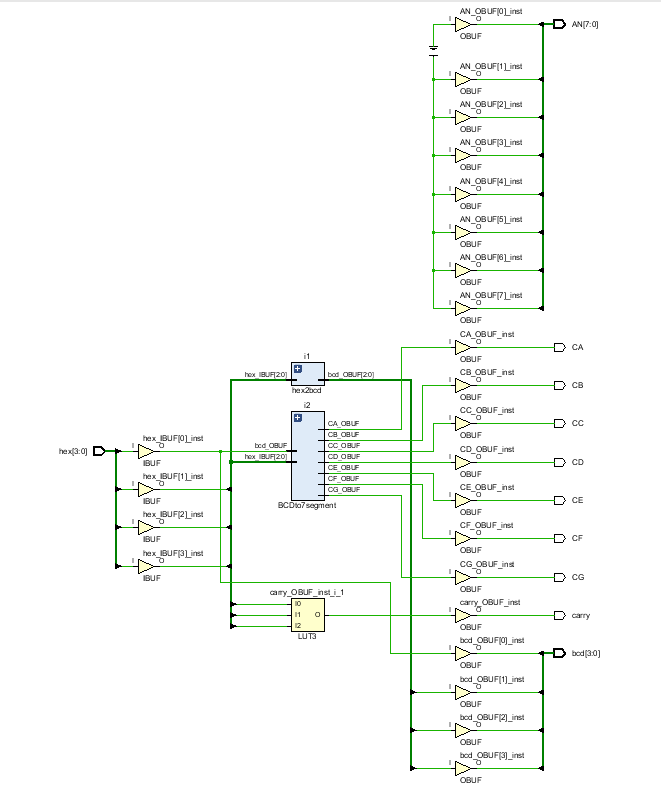 AN_OBUF[0]_inst
I
O
OBUF
AN[7:0]
AN_OBUF[1]_inst
I
O
OBUF
AN_OBUF[2]_inst
I
O
OBUF
AN_OBUF[3]_inst
I
O
OBUF
AN_OBUF[4]_inst
I
O
OBUF
AN_OBUF[5]_inst
I
O
OBUF
AN_OBUF[6]_inst
I
O
OBUF
AN_OBUF[7]_inst
I
O
OBUF
CA_OBUF_inst
I
O
OBUF
CA
i1
hex_IBUF[2:0]
bcd_OBUF[2:0]
hex2bcd
CB_OBUF_inst
I
O
OBUF
CB
i2
bcd_OBUF
hex_IBUF[2:0]
CA_OBUF
CB_OBUF
CC_OBUF
CD_OBUF
CE_OBUF
CF_OBUF
CG_OBUF
BCDto7segment
CC_OBUF_inst
I
O
OBUF
CC
hex[3:0]
hex_IBUF[0]_inst
I
O
IBUF
hex_IBUF[1]_inst
I
O
IBUF
hex_IBUF[2]_inst
I
O
IBUF
hex_IBUF[3]_inst
I
O
IBUF
CD_OBUF_inst
I
O
OBUF
CD
CE_OBUF_inst
I
O
OBUF
CE
CF_OBUF_inst
I
O
OBUF
CF
CG_OBUF_inst
I
O
OBUF
CG
carry_OBUF_inst_i_1
I0
I1
I2
O
LUT3
carry_OBUF_inst
I
O
OBUF
carry
bcd_OBUF[0]_inst
I
O
OBUF
bcd[3:0]
bcd_OBUF[1]_inst
I
O
OBUF
bcd_OBUF[2]_inst
I
O
OBUF
bcd_OBUF[3]_inst
I
O
OBUF